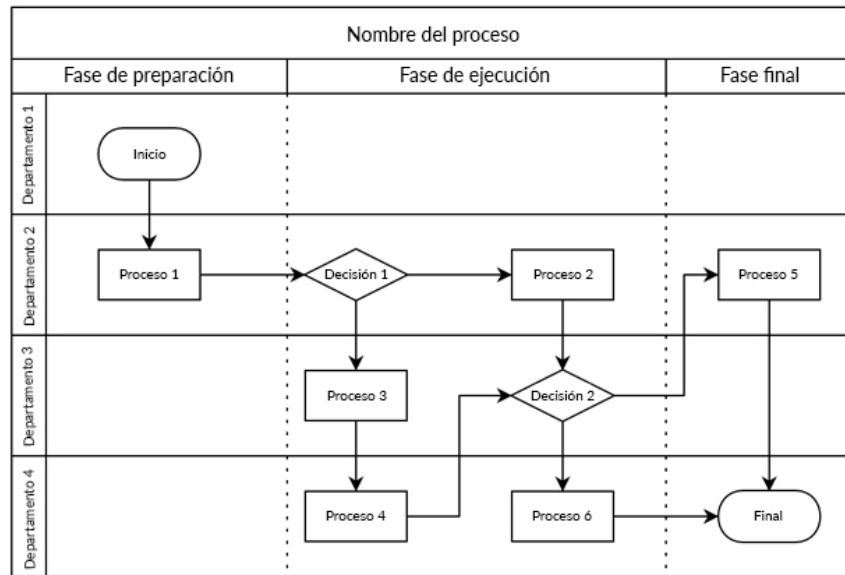 Nombre del proceso
Fase de preparación
Fase de ejecución
Fase final
Departamento 1
Inicio
Departamento 2
Proceso 1
Decisión 1
Proceso 2
Proceso 5
Departamento 3
Proceso 3
Decisión 2
Departamento 4
Proceso 4
Proceso 6
Final